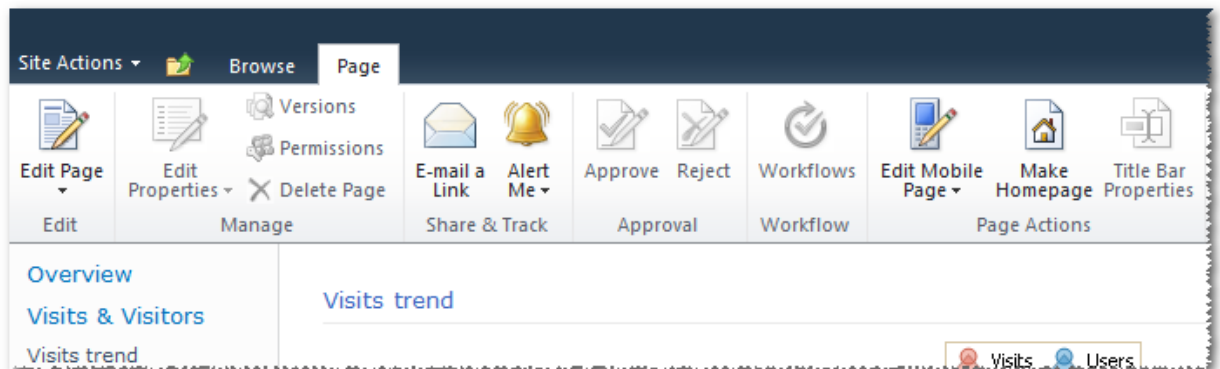 Site Actions Browse Page
Edit Page
Edit Properties
Versions
Permissions
Delete Page
E-mail a Link
Alert Me
Approve
Reject
Workflows
Edit Mobile Page
Make Homepage
Title Bar Properties
Edit
Manage
Share & Track
Approval
Workflow
Page Actions
Overview
Visits & Visitors
Visits trend
Visits trend
Visits Users